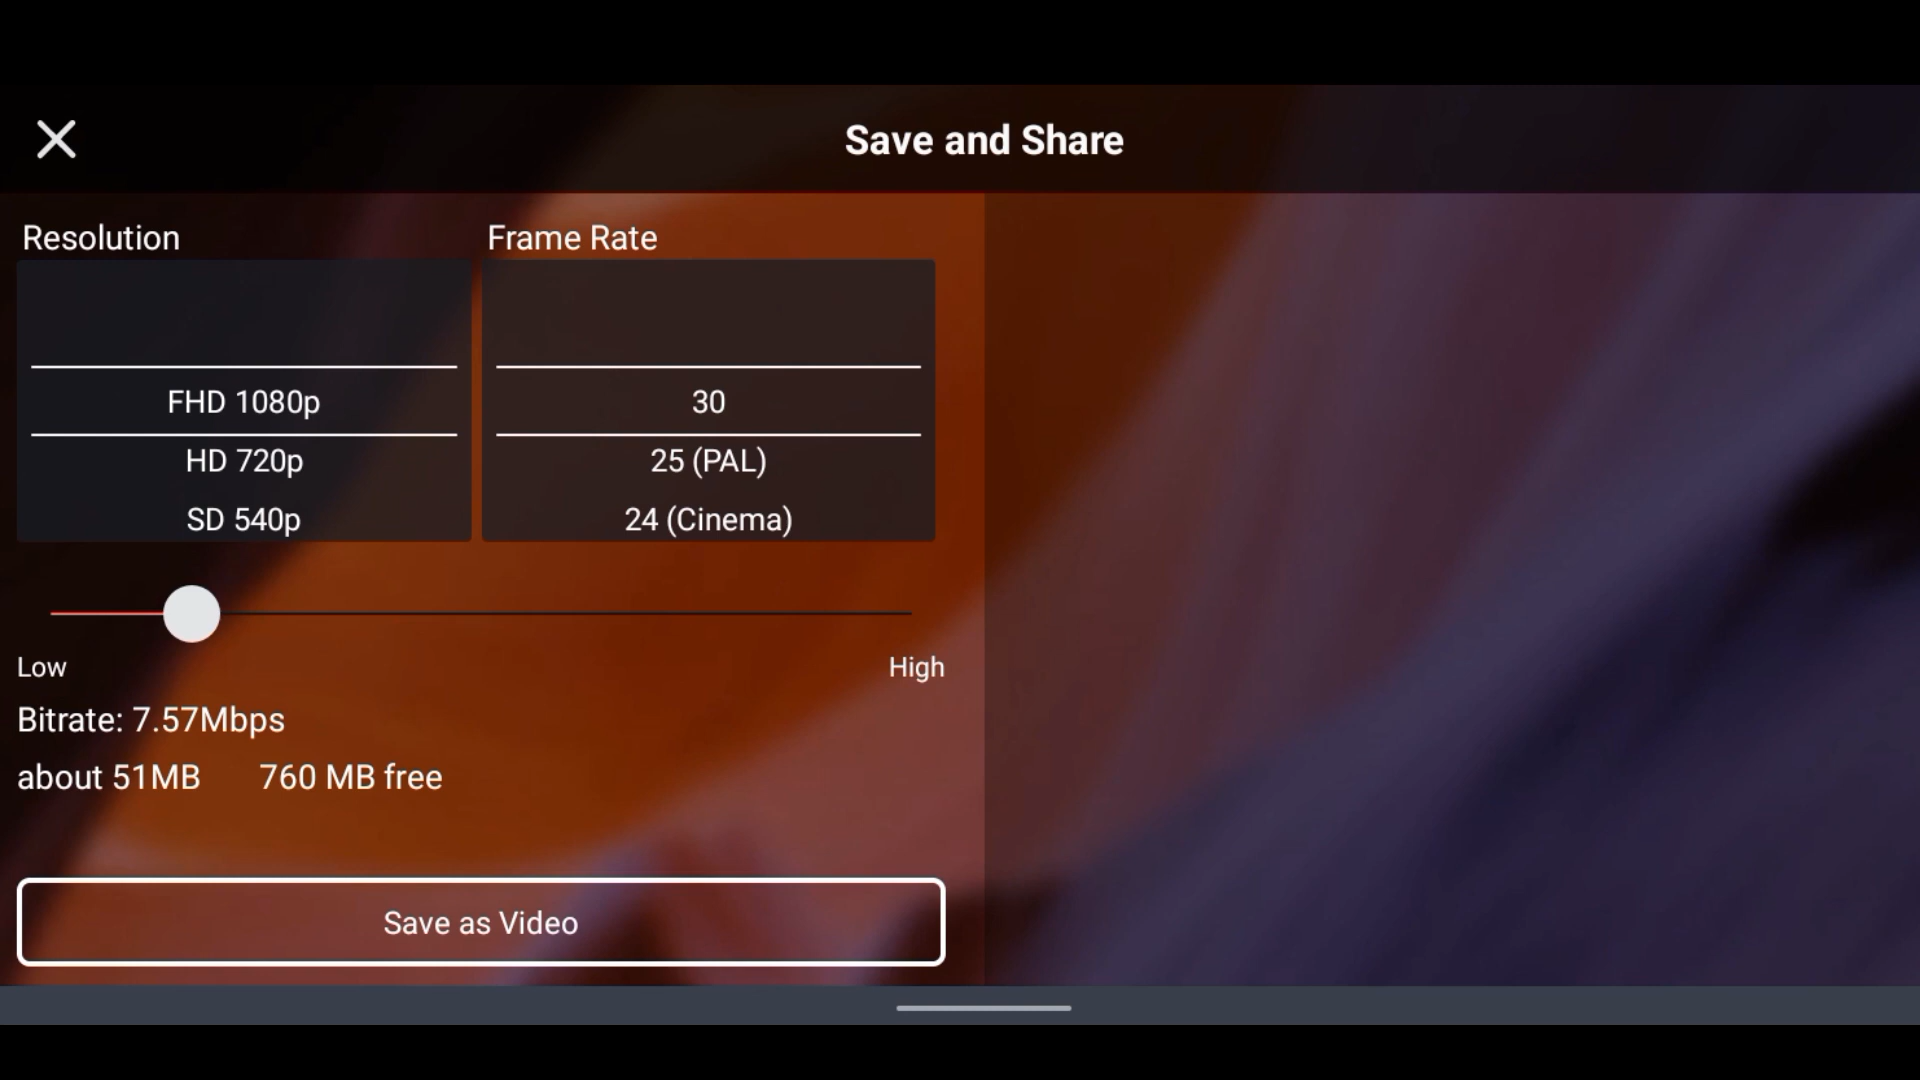 Save and Share
Resolution
Frame Rate
FHD 1080p
HD 720p
SD 540p
30
25 (PAL)
24 (Cinema)
Low
High
Bitrate: 7.57Mbps
about 51MB 760 MB free
Save as Video